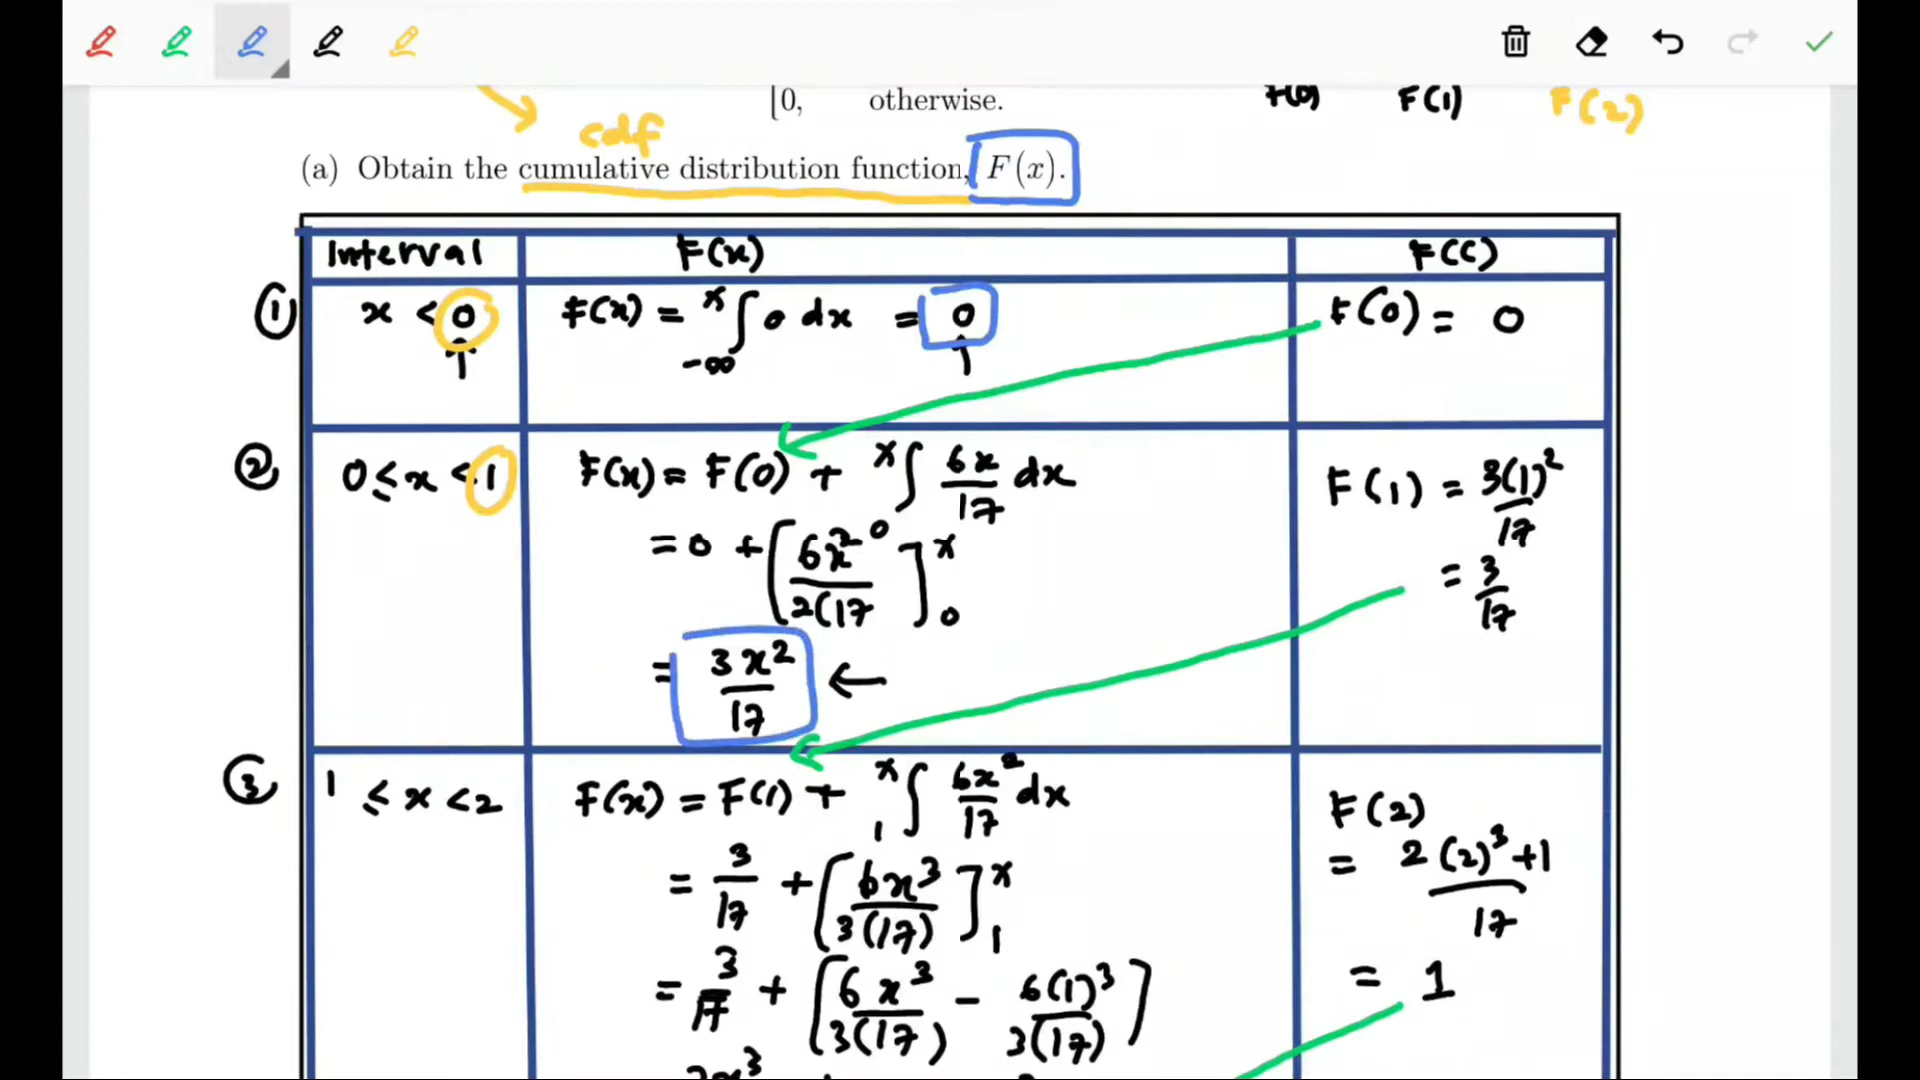 [0, otherwise.
F(0) F(1) F(2)
cdf
(a) Obtain the cumulative distribution function, F(x).
Interval F(x) F(c)
① x < 0 F(x) = ∫_{-∞}^{x} 0 dx = 0 F(0) = 0
② 0 ≤ x < 1 F(x) = F(0) + ∫_{0}^{x} 6x/17 dx F(1) = 3(1)²/17
= 0 + [6x²/2(17]_{0}^{x} = 3/17
= 3x²/17 ←
③ 1 ≤ x < 2 F(x) = F(1) + ∫_{1}^{x} 6x²/17 dx F(2)
= 3/17 + [6x³/3(17)]_{1}^{x} = 2(2)³+1/17
= 3/17 + [6x³/3(17) - 6(1)³/3(17)] = 1